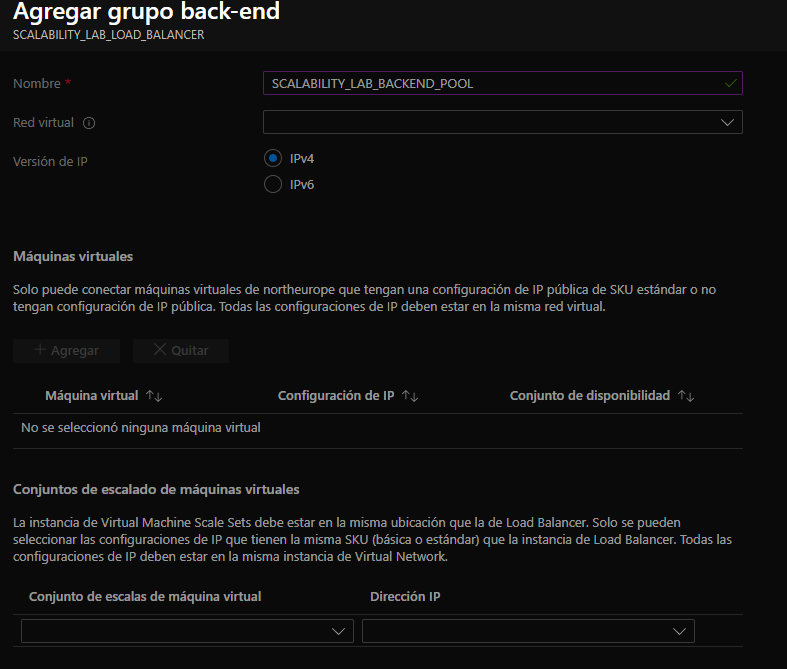 Agregar grupo back-end
SCALABILITY_LAB_LOAD_BALANCER
Nombre *
SCALABILITY_LAB_BACKEND_POOL
Red virtual
Versión de IP
IPv4
IPv6
Máquinas virtuales
Solo puede conectar máquinas virtuales de northeurope que tengan una configuración de IP pública de SKU estándar o no
tengan configuración de IP pública. Todas las configuraciones de IP deben estar en la misma red virtual.
Agregar
Quitar
Máquina virtual
Configuración de IP
Conjunto de disponibilidad
No se seleccionó ninguna máquina virtual
Conjuntos de escalado de máquinas virtuales
La instancia de Virtual Machine Scale Sets debe estar en la misma ubicación que la de Load Balancer. Solo se pueden
seleccionar las configuraciones de IP que tienen la misma SKU (básica o estándar) que la instancia de Load Balancer. Todas las
configuraciones de IP deben estar en la misma instancia de Virtual Network.
Conjunto de escalas de máquina virtual
Dirección IP